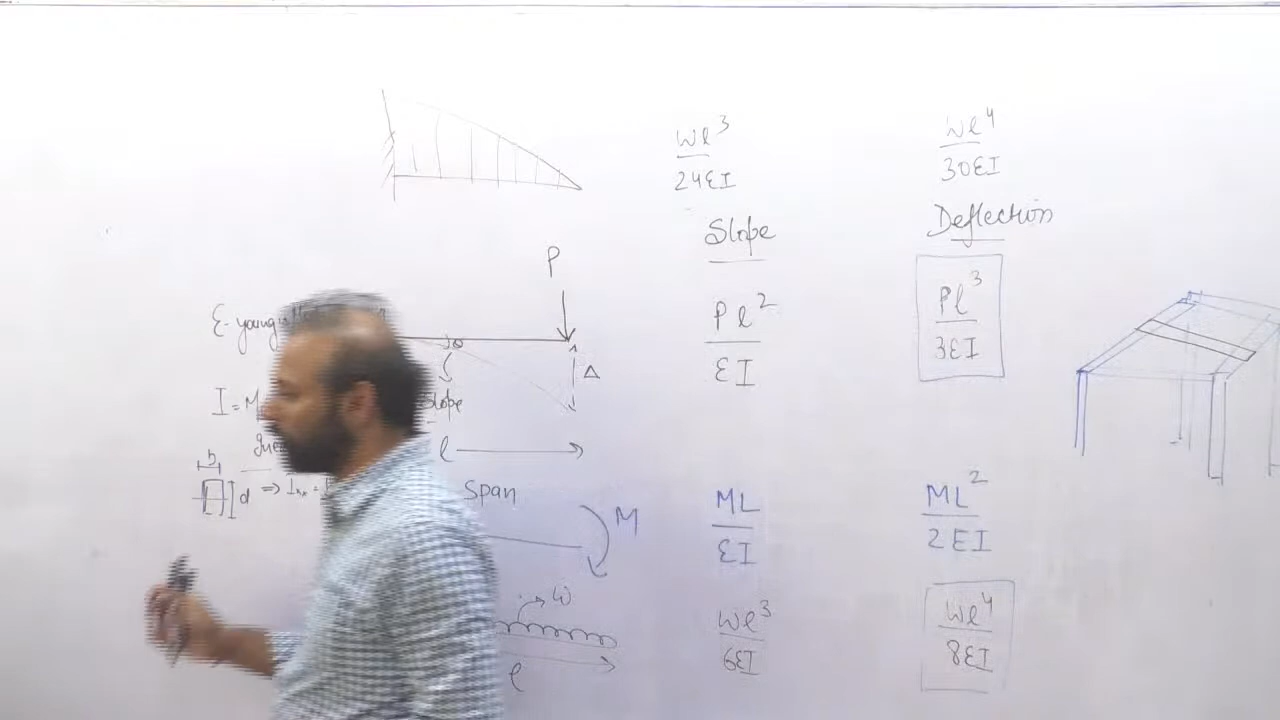 Wl³/24EI Wl⁴/30EI
Slope Deflection
P
E- young
Pl²/EI Pl³/3EI
Δ
I = M
slope
l
b
d ⇒ Ixx =
Span
M
ML/EI ML²/2EI
w
Wl³/6EI Wl⁴/8EI
l